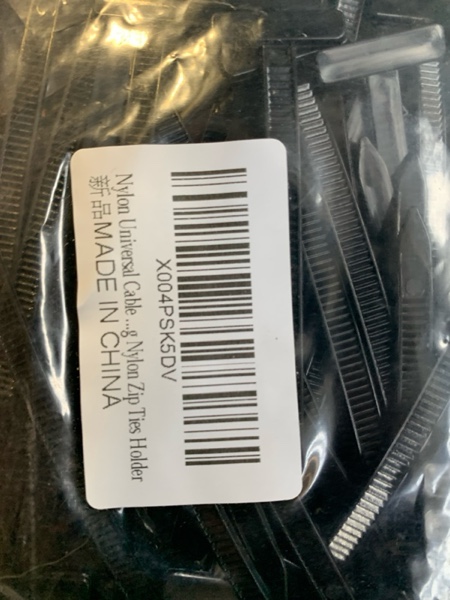 X004PSK5DV
Nylon Universal Cable ...g Nylon Zip Ties Holder
新品MADE IN CHINA